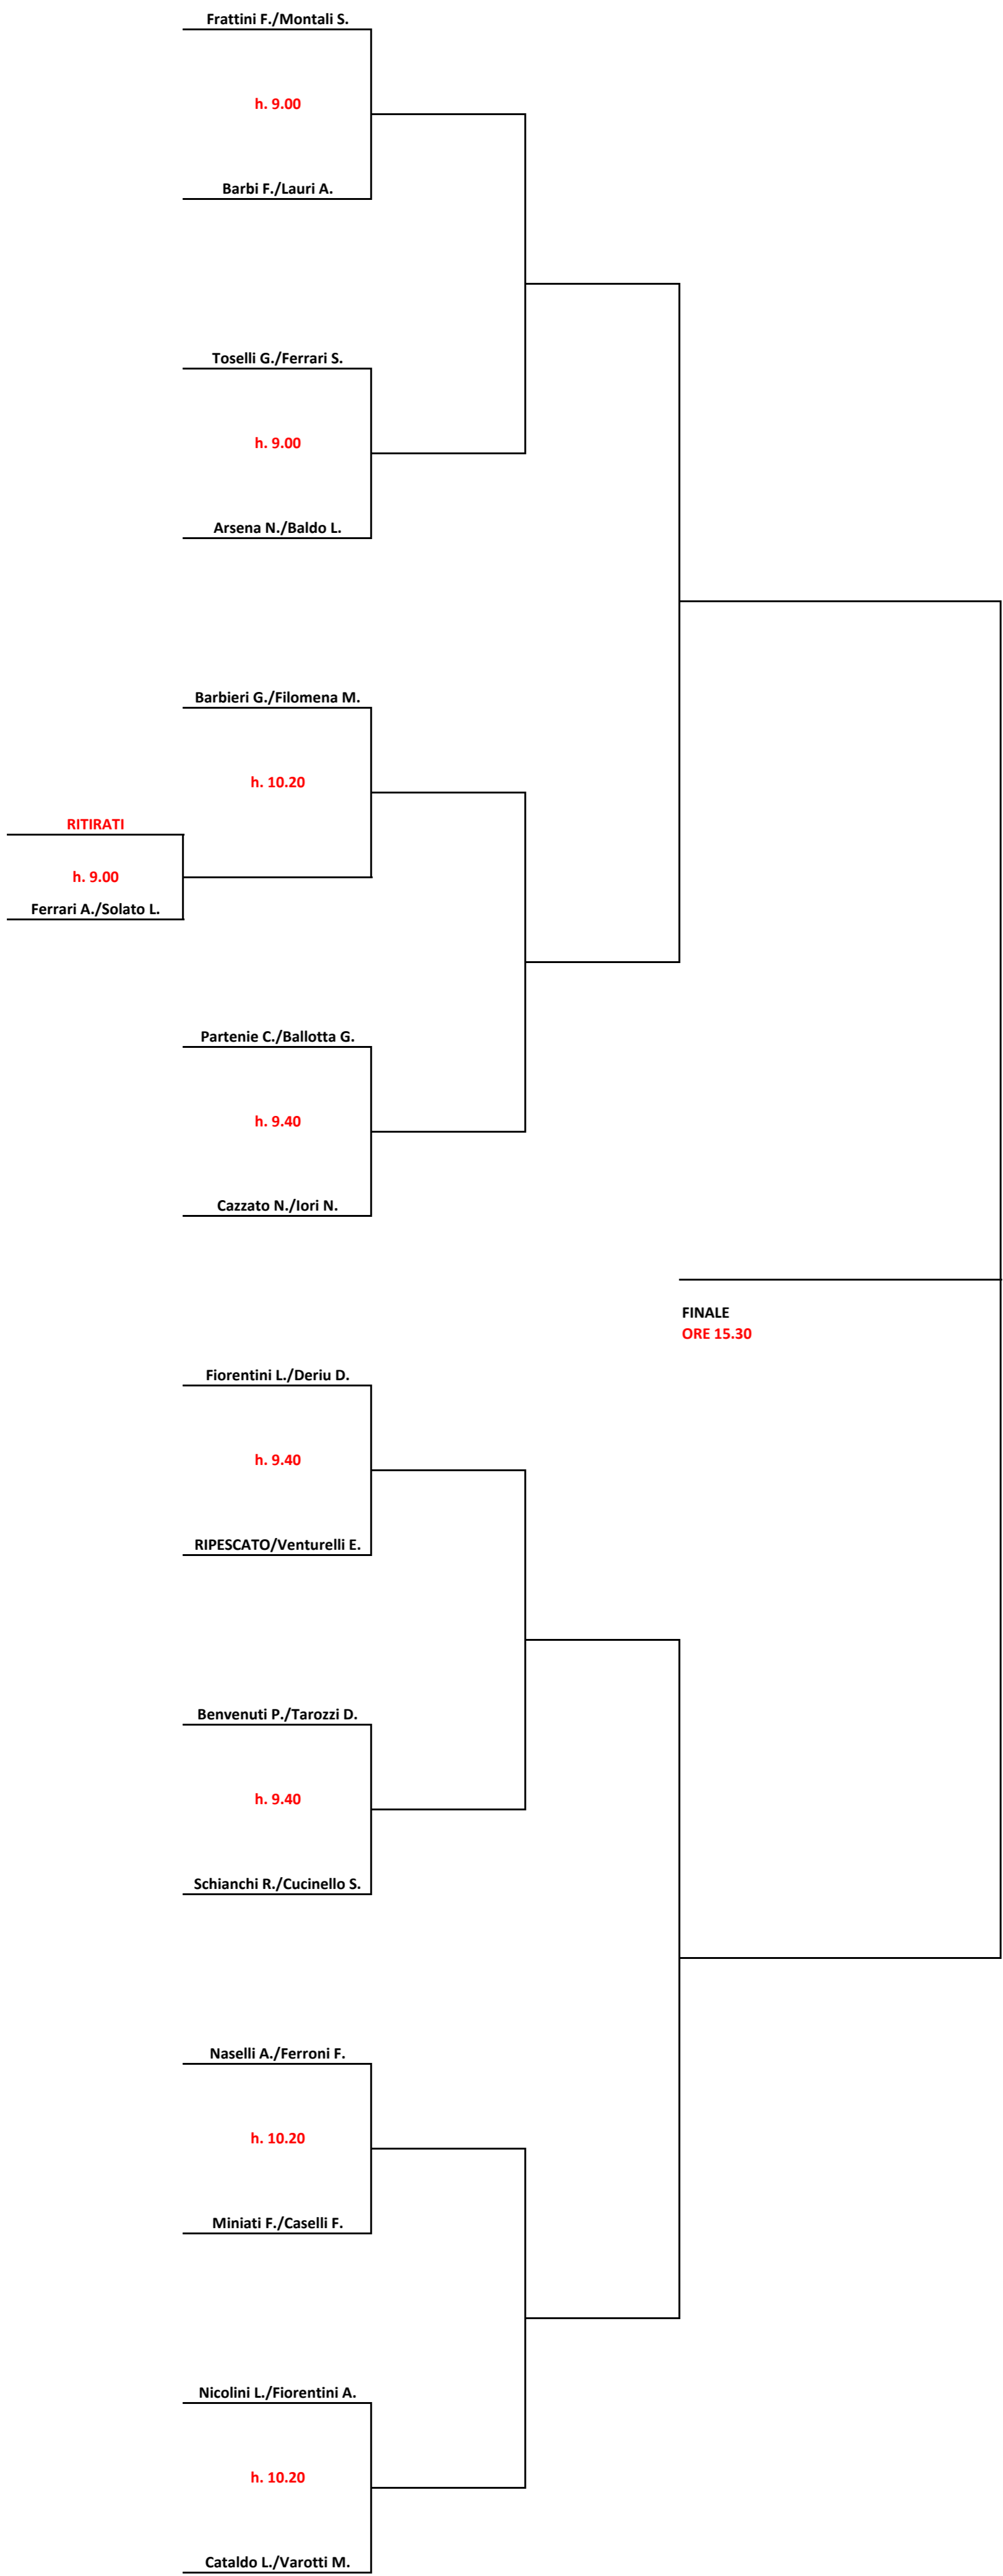 Frattini F./Montali S.
h. 9.00
Barbi F./Lauri A.
Toselli G./Ferrari S.
h. 9.00
Arsena N./Baldo L.
Barbieri G./Filomena M.
h. 10.20
RITIRATI
h. 9.00
Ferrari A./Solato L.
Partenie C./Ballotta G.
h. 9.40
Cazzato N./Iori N.
FINALE
ORE 15.30
Fiorentini L./Deriu D.
h. 9.40
RIPESCATO/Venturelli E.
Benvenuti P./Tarozzi D.
h. 9.40
Schianchi R./Cucinello S.
Naselli A./Ferroni F.
h. 10.20
Miniati F./Caselli F.
Nicolini L./Fiorentini A.
h. 10.20
Cataldo L./Varotti M.